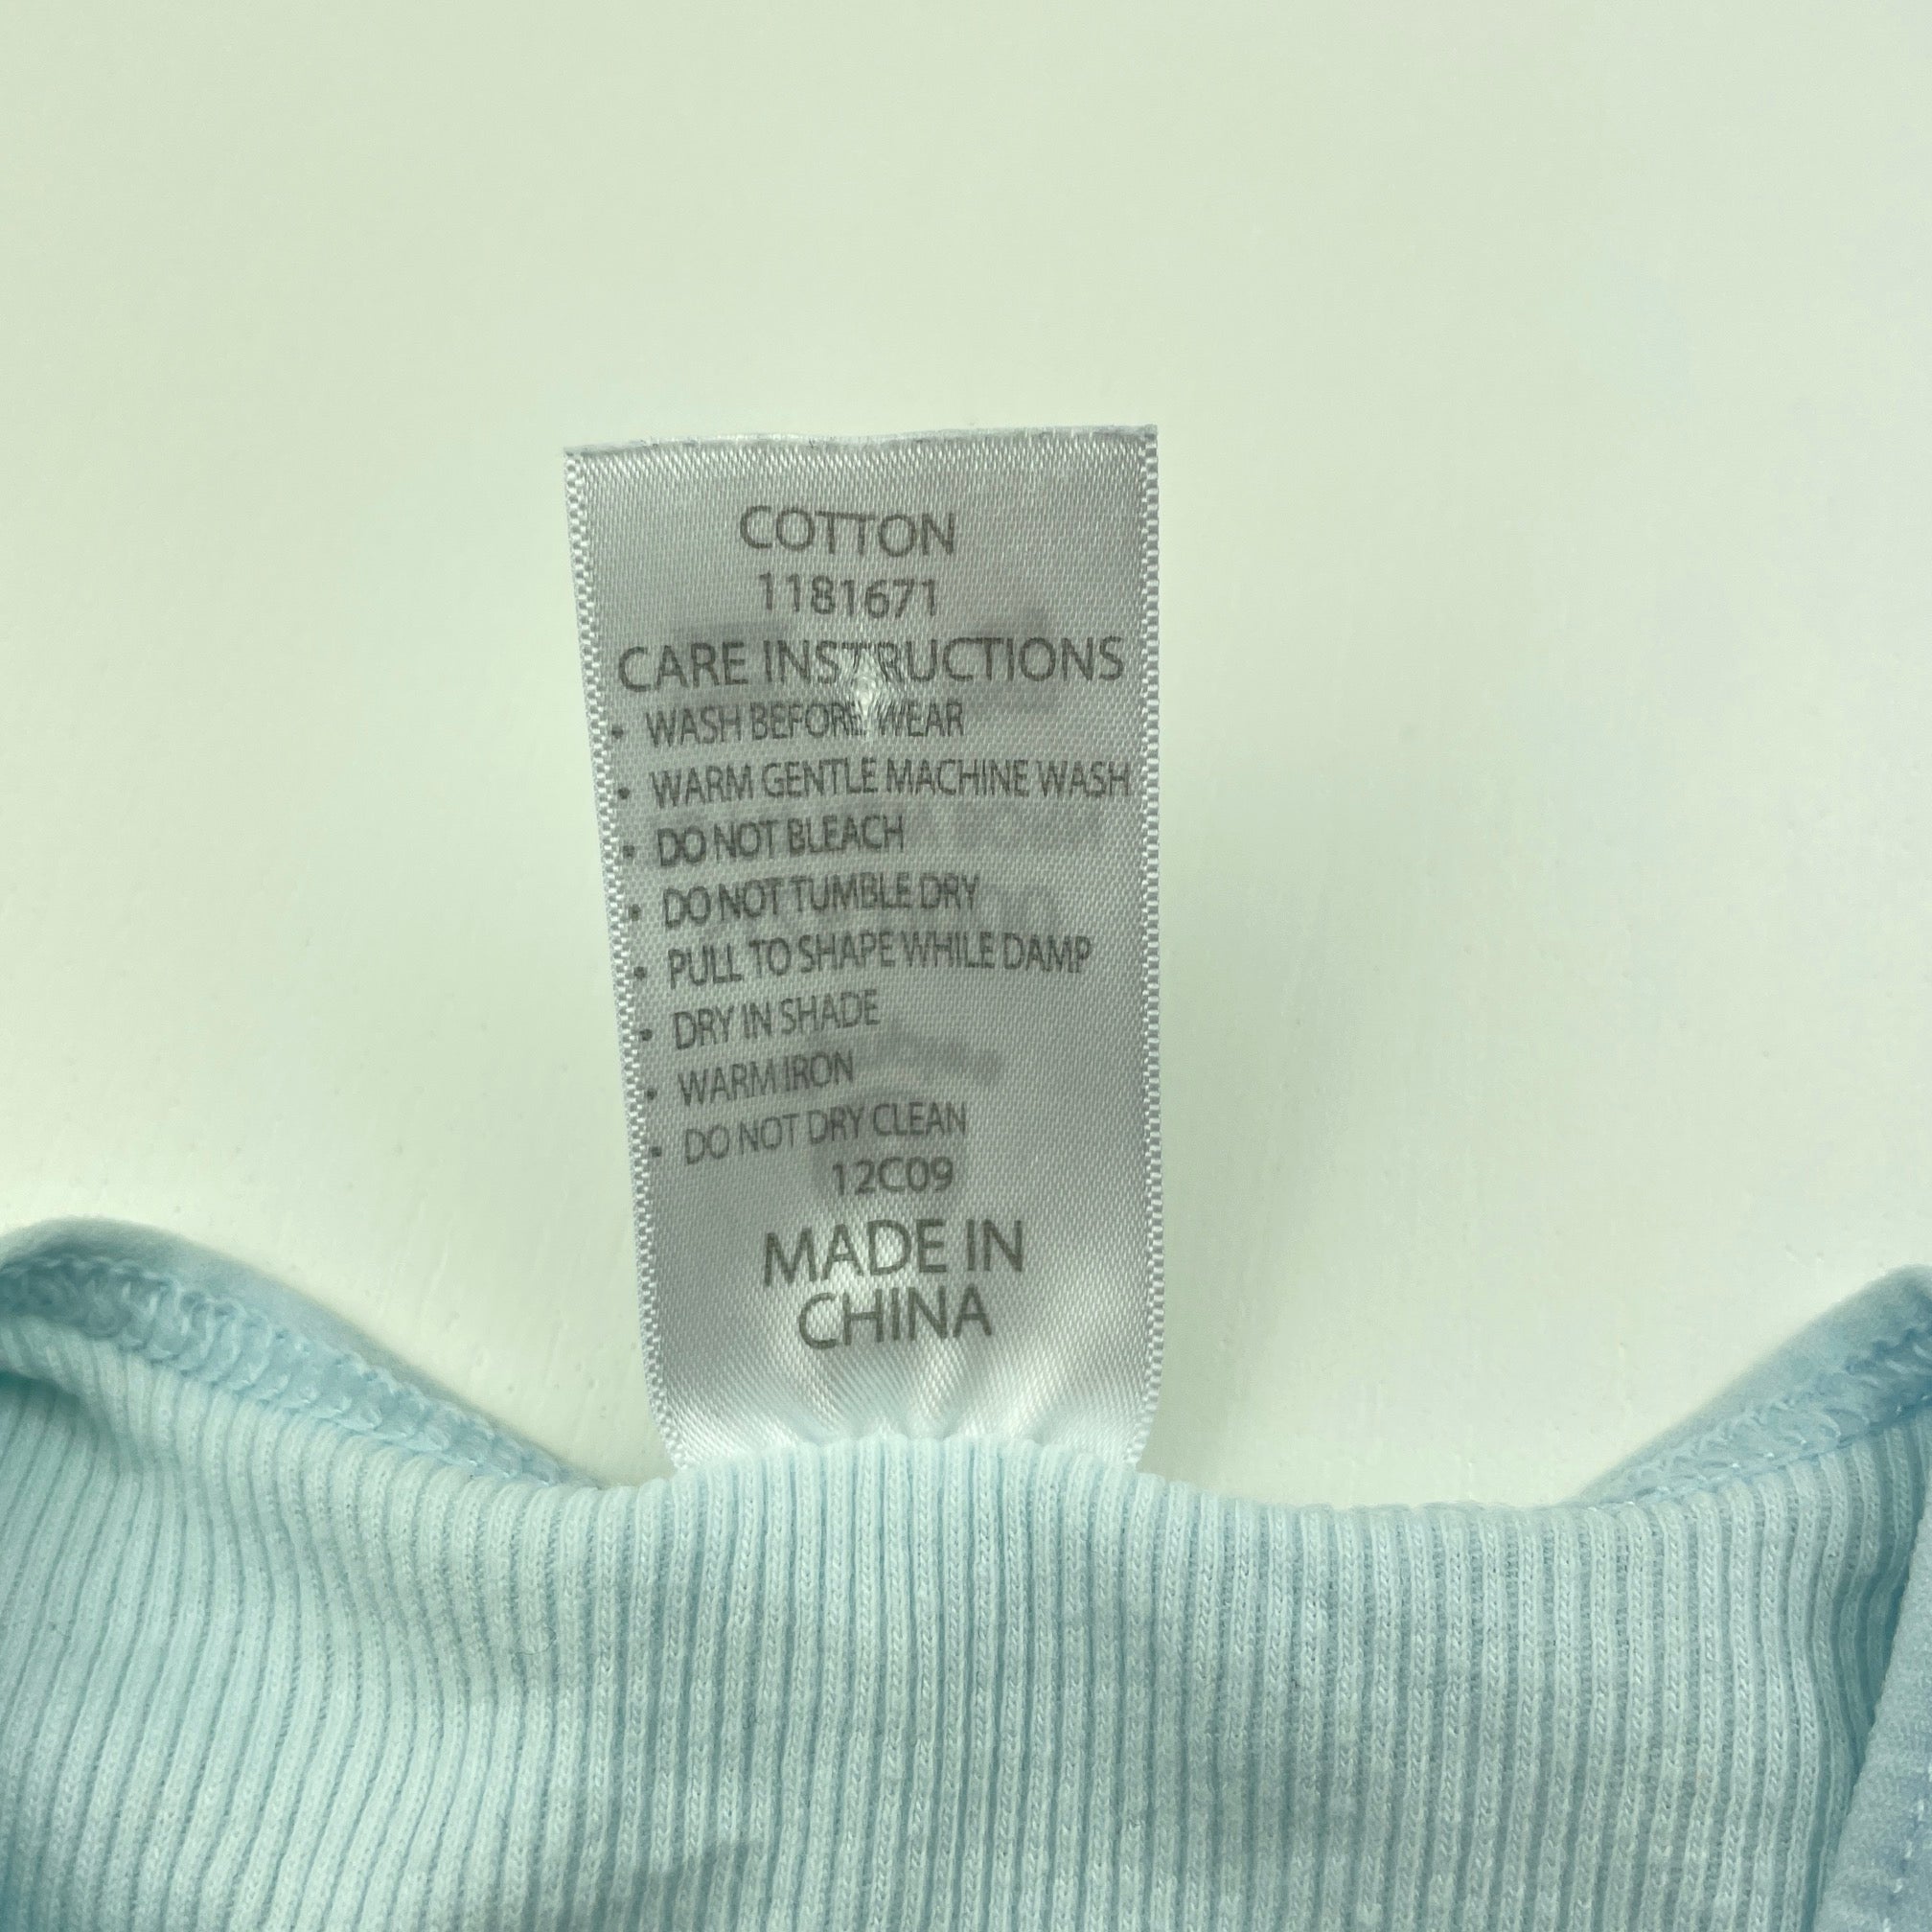 COTTON
1181671
CARE INSTRUCTIONS
• WASH BEFORE WEAR
• WARM GENTLE MACHINE WASH
• DO NOT BLEACH
• DO NOT TUMBLE DRY
• PULL TO SHAPE WHILE DAMP
• DRY IN SHADE
• WARM IRON
• DO NOT DRY CLEAN
12C09
MADE IN
CHINA